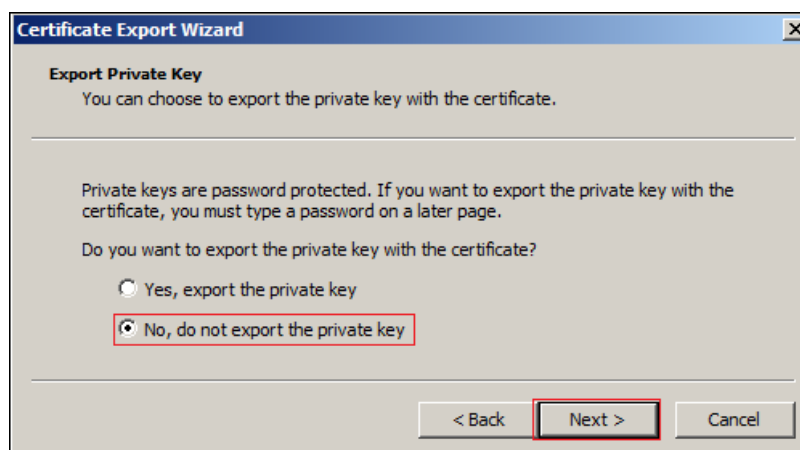 Certificate Export Wizard
Export Private Key
You can choose to export the private key with the certificate.
Private keys are password protected. If you want to export the private key with the
certificate, you must type a password on a later page.
Do you want to export the private key with the certificate?
Yes, export the private key
No, do not export the private key
< Back Next > Cancel